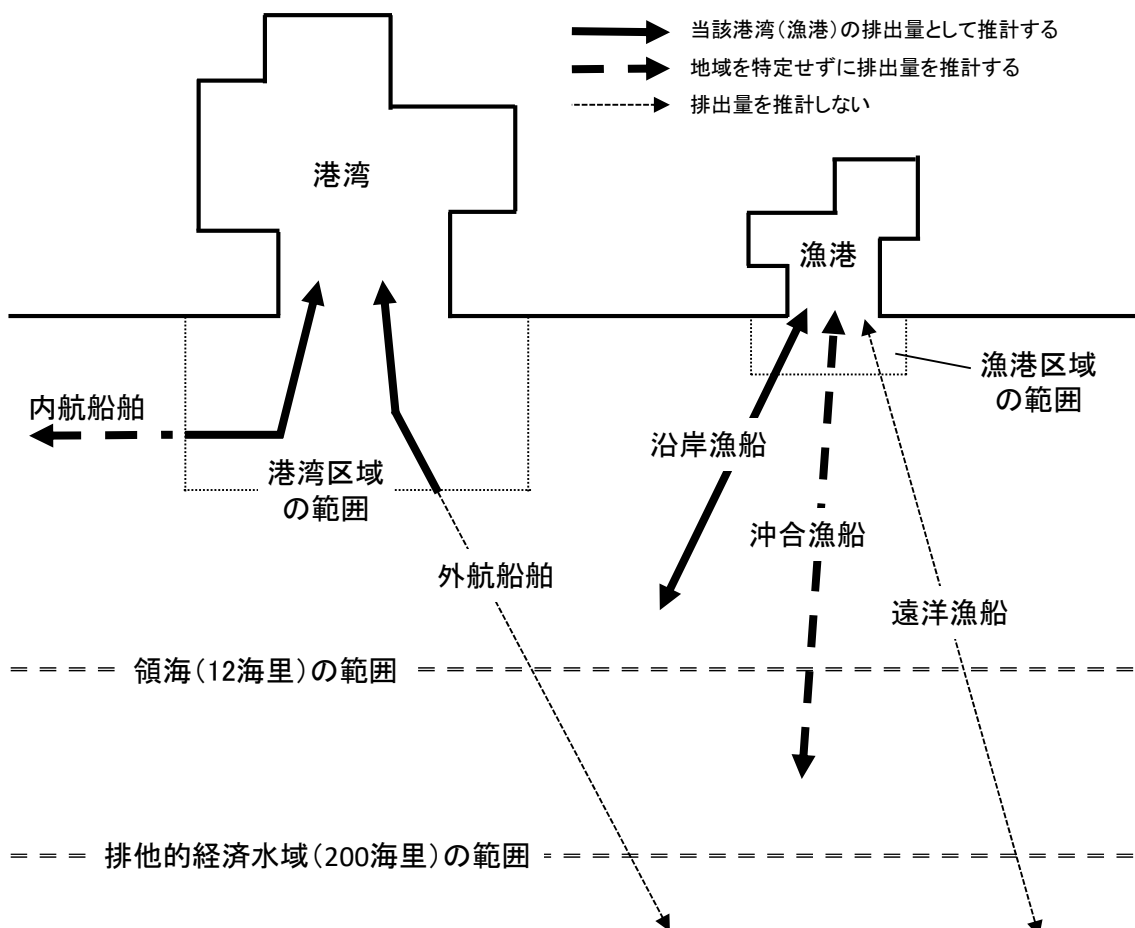 当該港湾(漁港)の排出量として推計する
地域を特定せずに排出量を推計する
排出量を推計しない
港湾
漁港
内航船舶
港湾区域
の範囲
外航船舶
沿岸漁船
沖合漁船
漁港区域
の範囲
遠洋漁船
領海(12海里)の範囲
排他的経済水域(200海里)の範囲